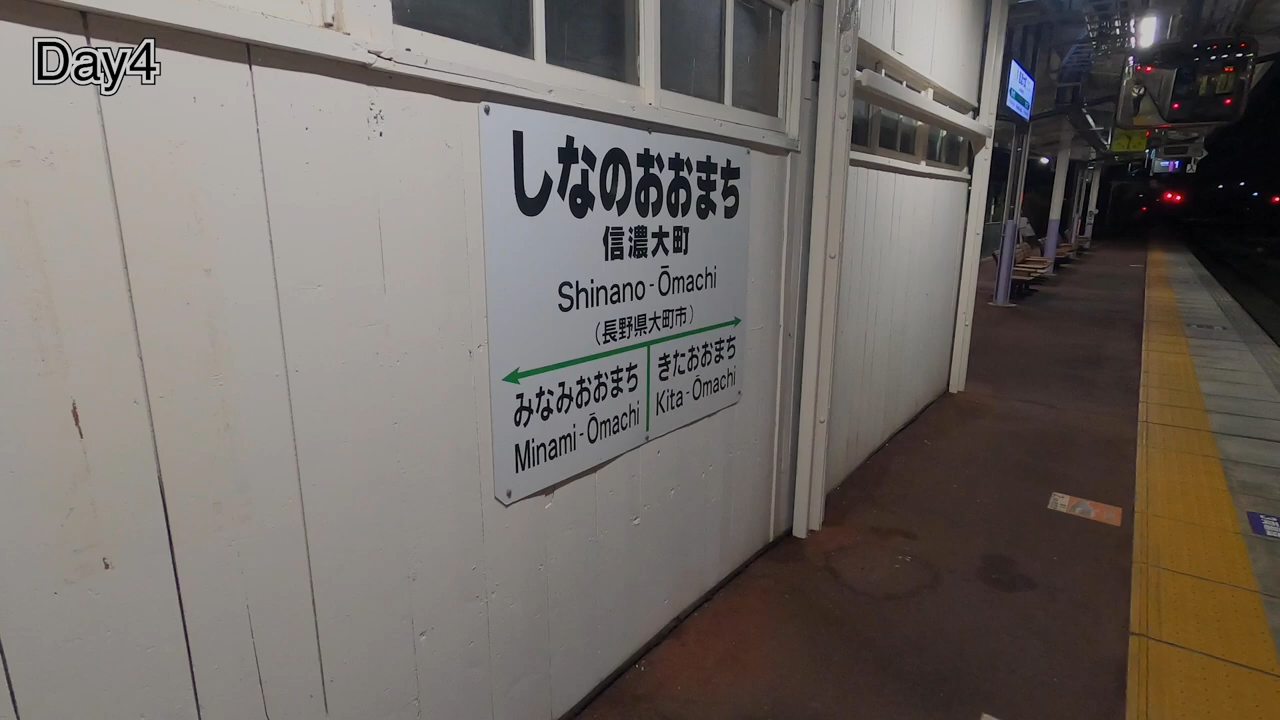 Day4
しなのおおまち
信濃大町
Shinano-Ōmachi
（長野県大町市）
みなみおおまち
Minami-Ōmachi
きたおおまち
Kita-Ōmachi